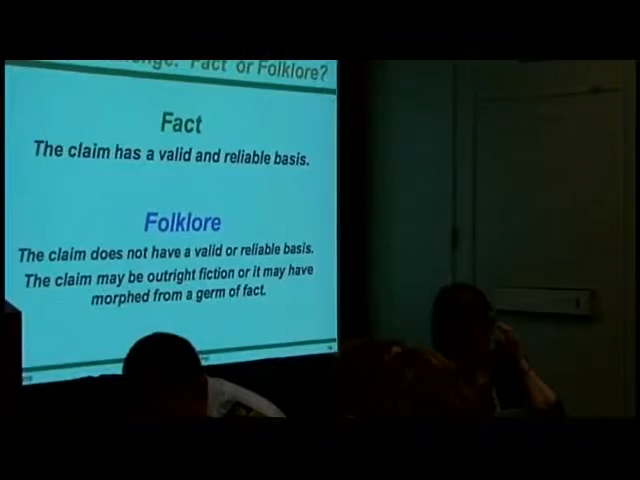 Fact or Folklore?
Fact
The claim has a valid and reliable basis.
Folklore
The claim does not have a valid or reliable basis.
The claim may be outright fiction or it may have
morphed from a germ of fact.